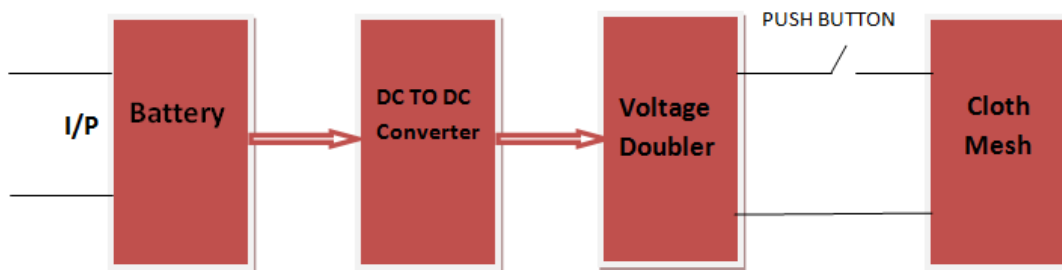 PUSH BUTTON
I/P
Battery
DC TO DC
Converter
Voltage
Doubler
Cloth
Mesh